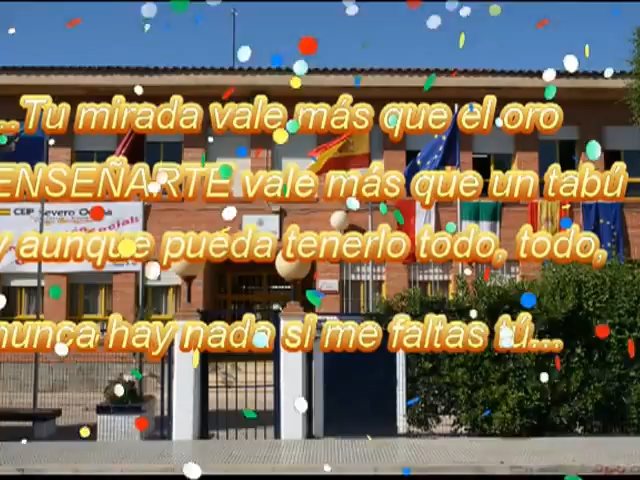 ...Tu mirada vale más que el oro
ENSEÑARTE vale más que un tabú
y aunque pueda tenerlo todo, todo,
nunca hay nada si me faltas tú...
CEIP Severo Ochoa